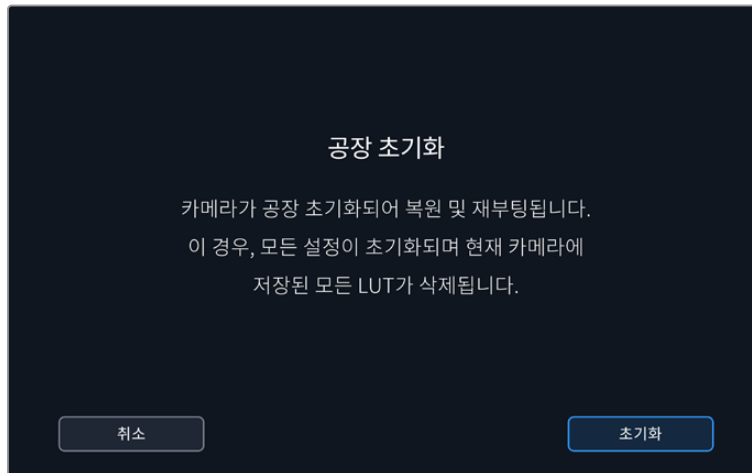 공장 초기화
카메라가 공장 초기화되어 복원 및 재부팅됩니다.
이 경우, 모든 설정이 초기화되며 현재 카메라에
저장된 모든 LUT가 삭제됩니다.
취소
초기화